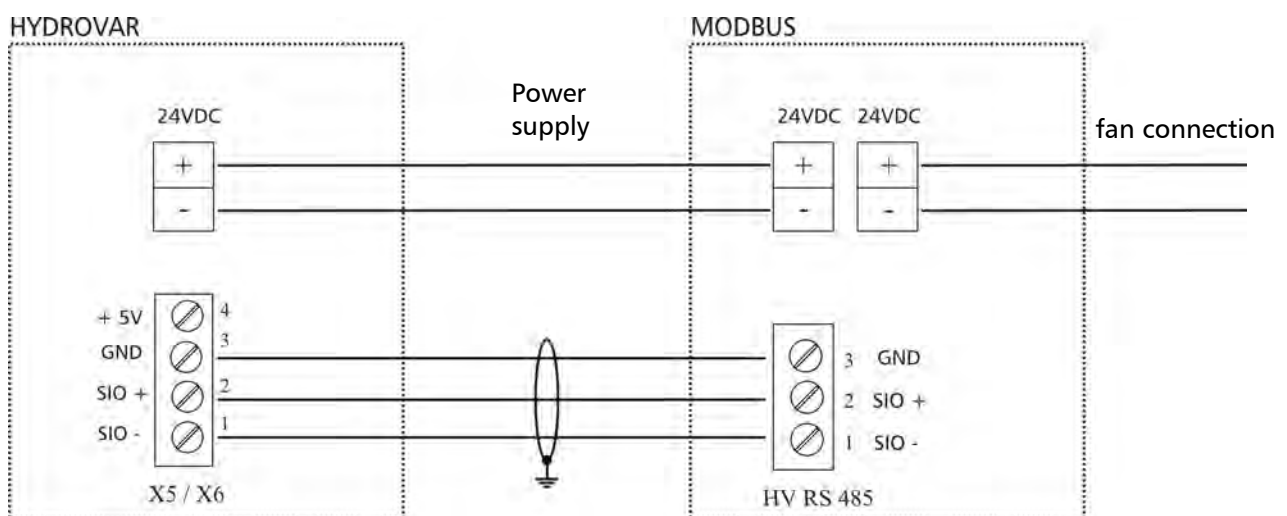 HYDROVAR
MODBUS
Power
supply
24VDC
24VDC 24VDC
fan connection
+
+
+
-
-
-
+ 5V
4
GND
3
SIO +
2
SIO -
1
3 GND
2 SIO +
1 SIO -
X5 / X6
HV RS 485